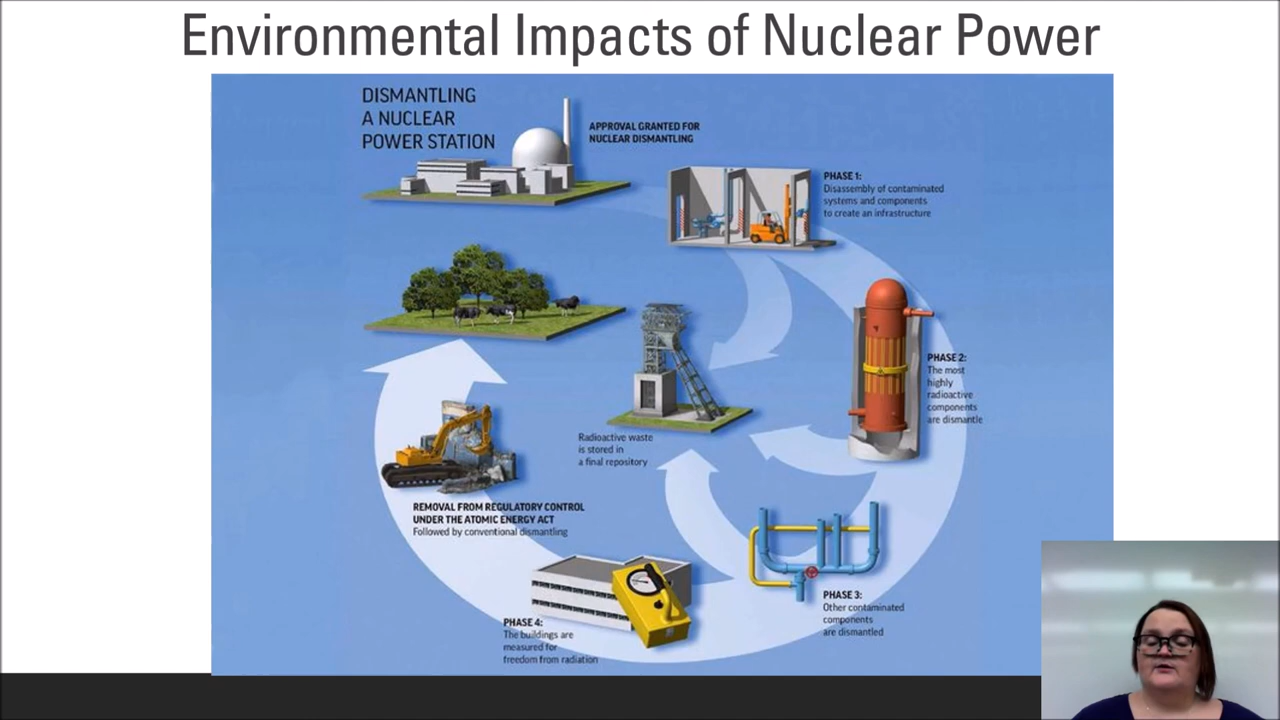 Environmental Impacts of Nuclear Power
DISMANTLING
A NUCLEAR
POWER STATION
APPROVAL GRANTED FOR
NUCLEAR DISMANTLING
PHASE 1:
Disassembly of contaminated
systems and components
to create an infrastructure
PHASE 2:
The most
highly
radioactive
components
are dismantle
Radioactive waste
is stored in
a final repository
REMOVAL FROM REGULATORY CONTROL
UNDER THE ATOMIC ENERGY ACT
Followed by conventional dismantling
PHASE 3:
Other contaminated
components
are dismantled
PHASE 4:
The buildings are
measured for
freedom from radiation